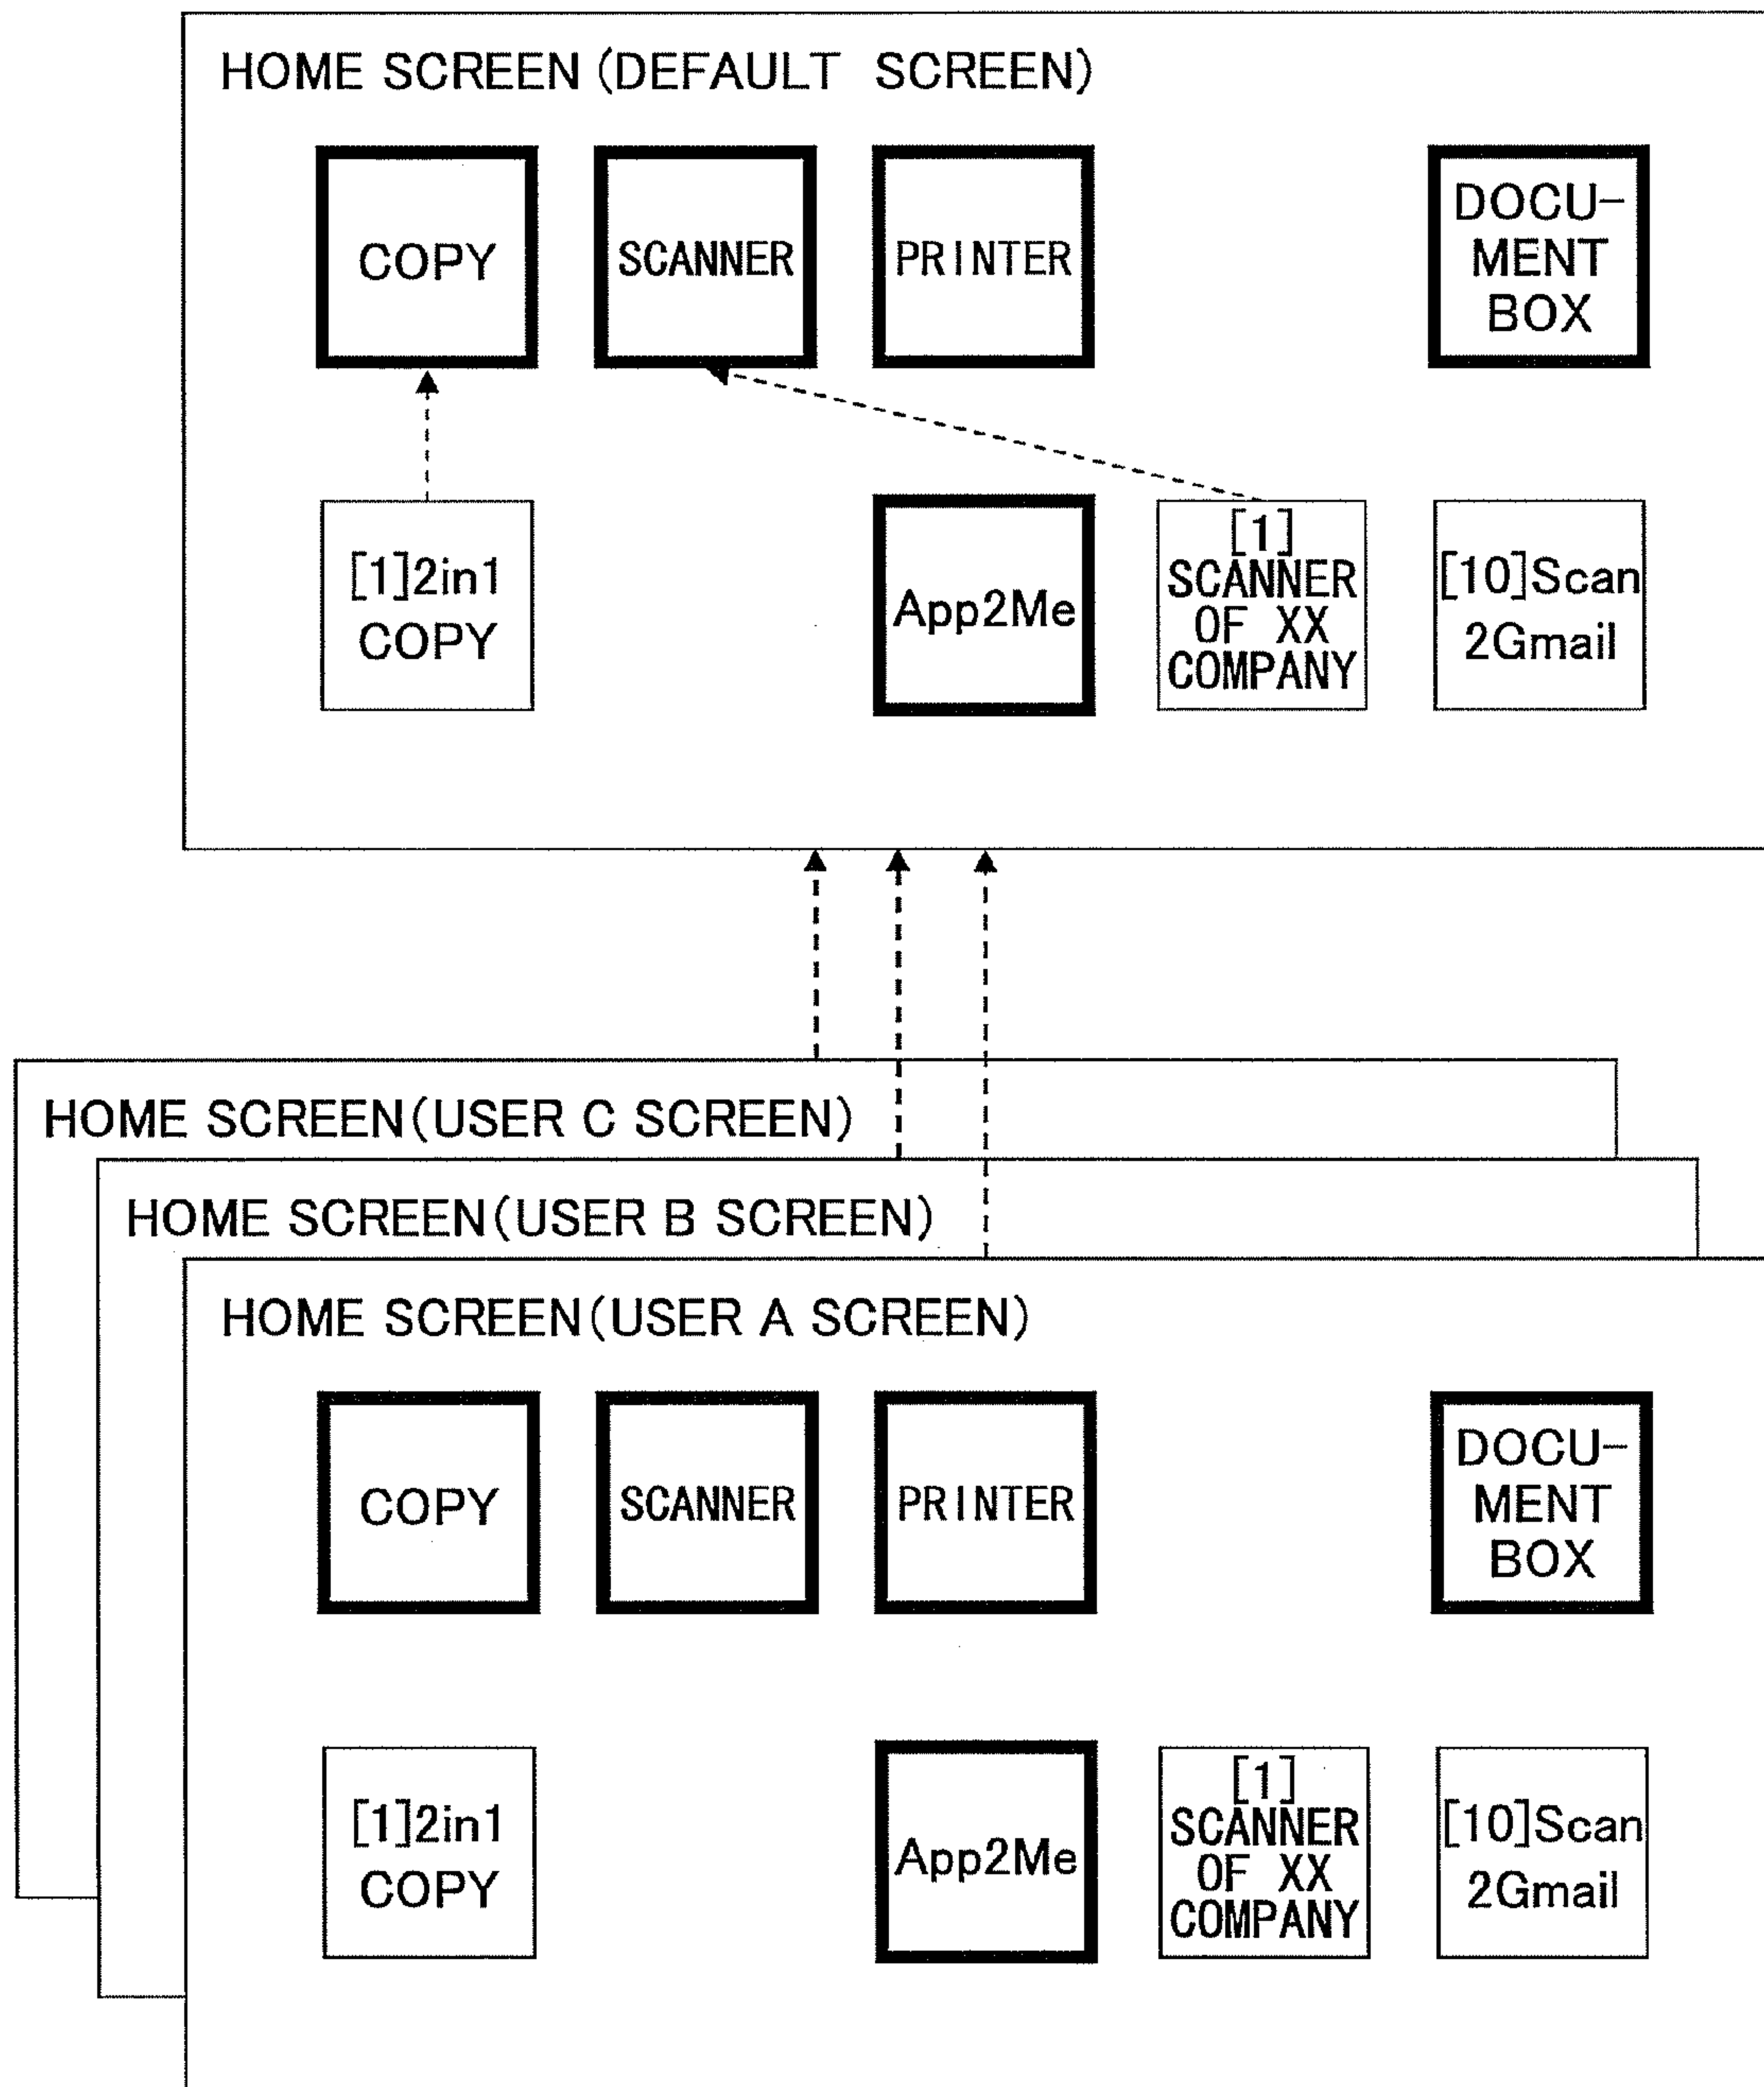 HOME SCREEN (DEFAULT SCREEN)
COPY
SCANNER
PRINTER
DOCU-
MENT
BOX
[1]2in1
COPY
App2Me
[1]
SCANNER
OF XX
COMPANY
[10]Scan
2Gmail
HOME SCREEN(USER C SCREEN)
HOME SCREEN(USER B SCREEN)
HOME SCREEN(USER A SCREEN)
COPY
SCANNER
PRINTER
DOCU-
MENT
BOX
[1]2in1
COPY
App2Me
[1]
SCANNER
OF XX
COMPANY
[10]Scan
2Gmail